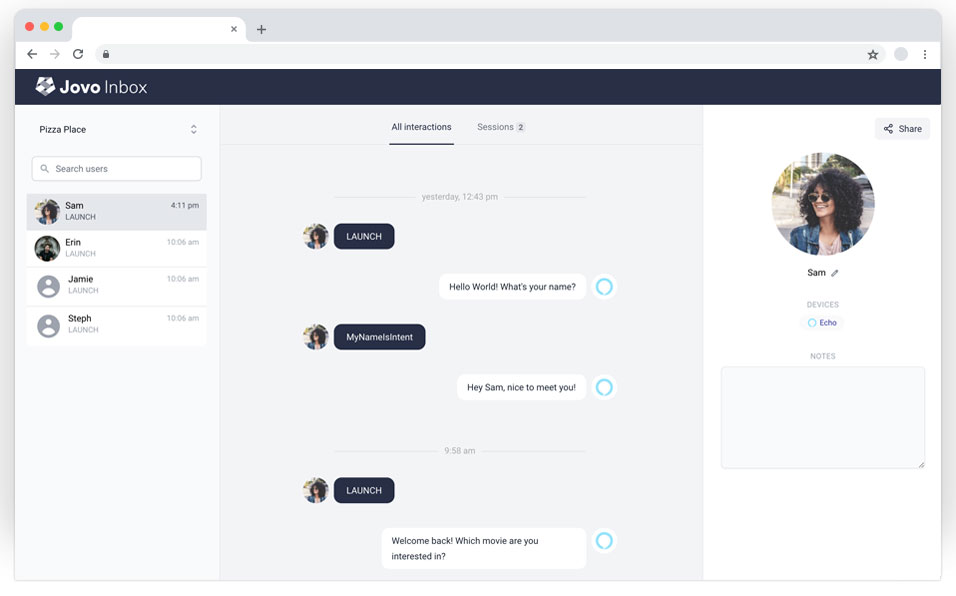 Jovo Inbox
Pizza Place
Search users
Sam 4:11 pm
LAUNCH
Erin 10:06 am
LAUNCH
Jamie 10:06 am
LAUNCH
Steph 10:06 am
LAUNCH
All interactions Sessions 2
yesterday, 12:43 pm
LAUNCH
Hello World! What's your name?
MyNameIsIntent
Hey Sam, nice to meet you!
9:58 am
LAUNCH
Welcome back! Which movie are you
interested in?
Share
Sam
DEVICES
Echo
NOTES